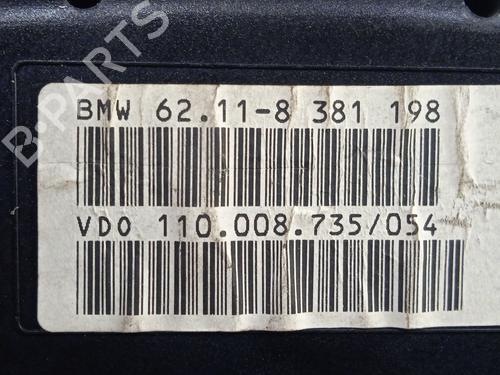 B-PARTS
BMW 62.11-8 381 198
VDO 110.008.735/054